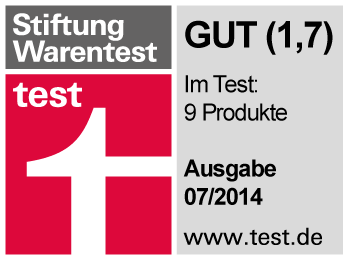 Stiftung
Warentest
test
GUT (1,7)
Im Test:
9 Produkte
Ausgabe
07/2014
www.test.de